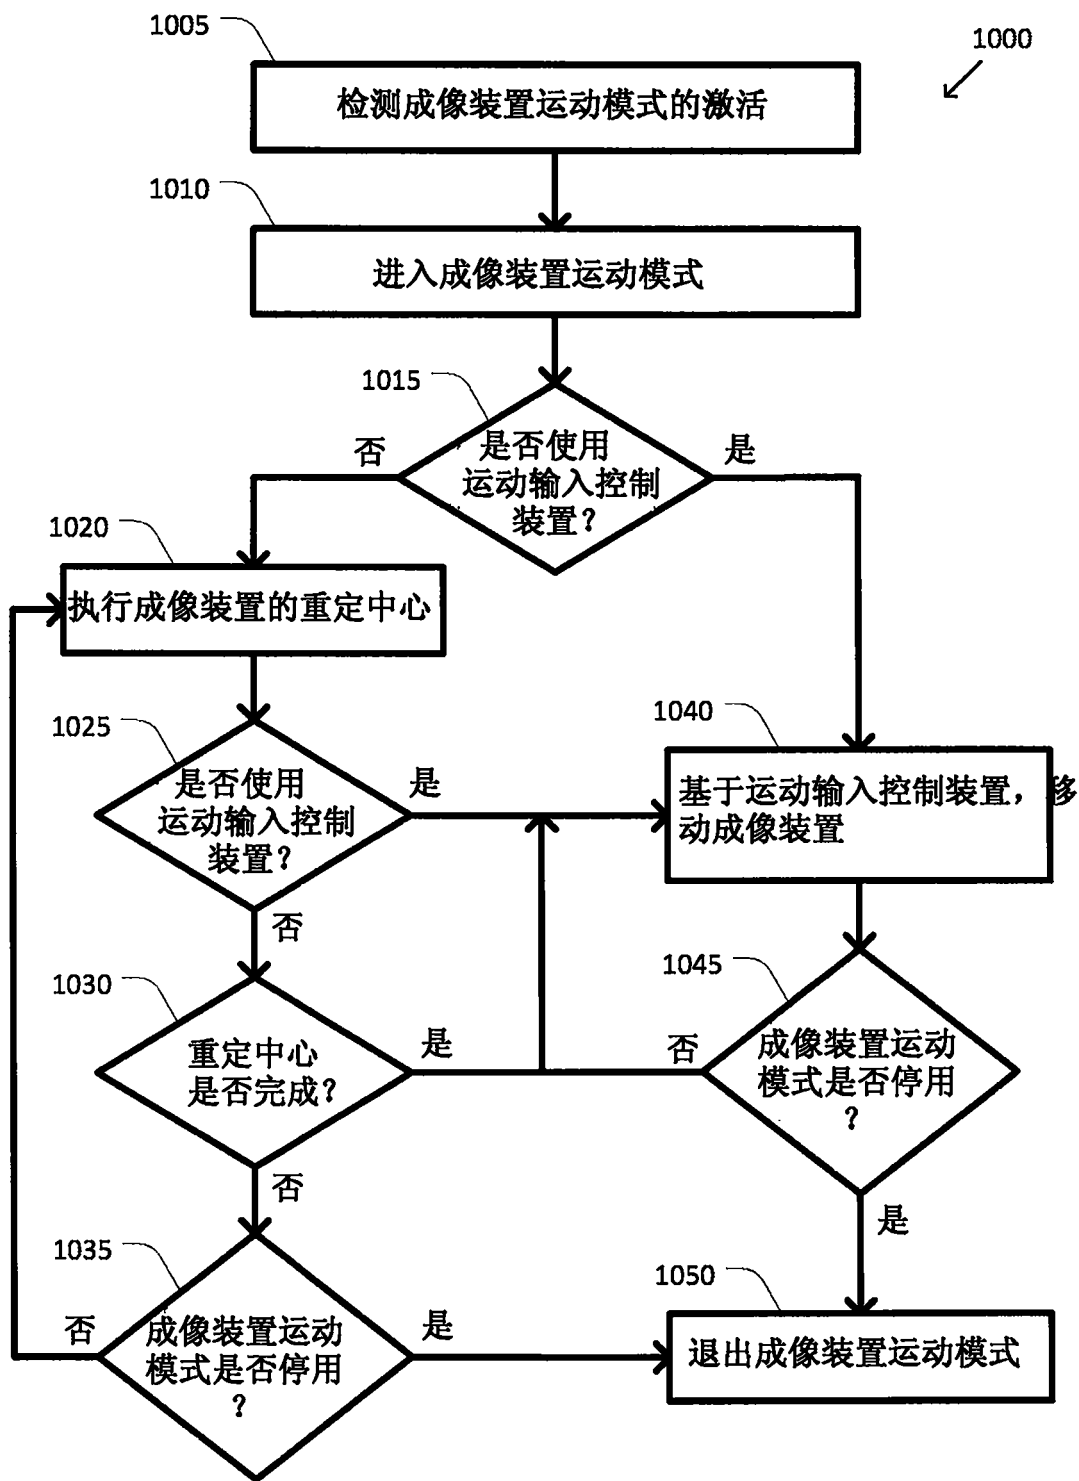 1005
1000
检测成像装置运动模式的激活
1010
进入成像装置运动模式
1015
否
是否使用
运动输入控制
装置？
是
1020
执行成像装置的重定中心
1025
是否使用
运动输入控制
装置？
是
否
1040
基于运动输入控制装置，移
动成像装置
1030
重定中心
是否完成？
是
否
1045
否
成像装置运动
模式是否停用
？
是
1035
否
成像装置运动
模式是否停用
？
是
1050
退出成像装置运动模式